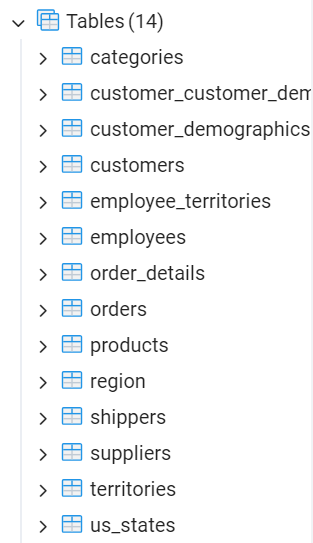 Tables (14)
categories
customer_customer_dem
customer_demographics
customers
employee_territories
employees
order_details
orders
products
region
shippers
suppliers
territories
us_states